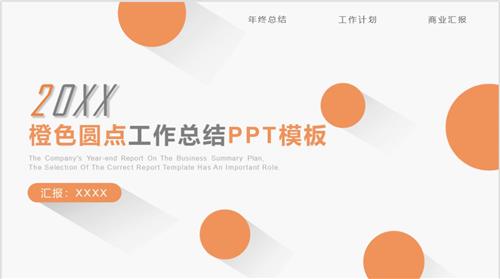 年终总结 工作计划 商业汇报
20XX
橙色圆点工作总结PPT模板
The Company's Year-end Report On The Business Summary Plan,
The Selection Of The Correct Report Template Has An Important Role.
汇报：XXXX